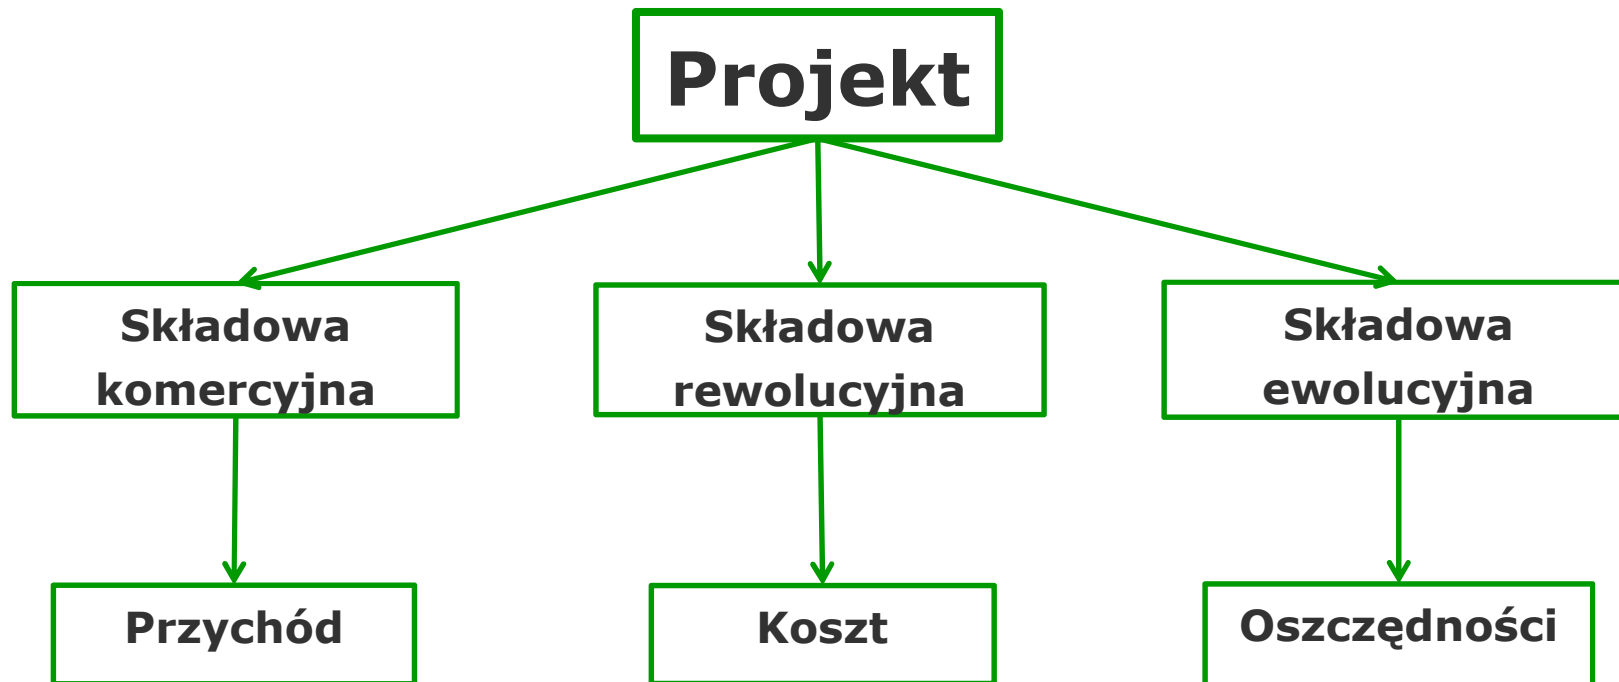 Projekt
Składowa
komercyjna
Składowa
rewolucyjna
Składowa
ewolucyjna
Przychód
Koszt
Oszczędności